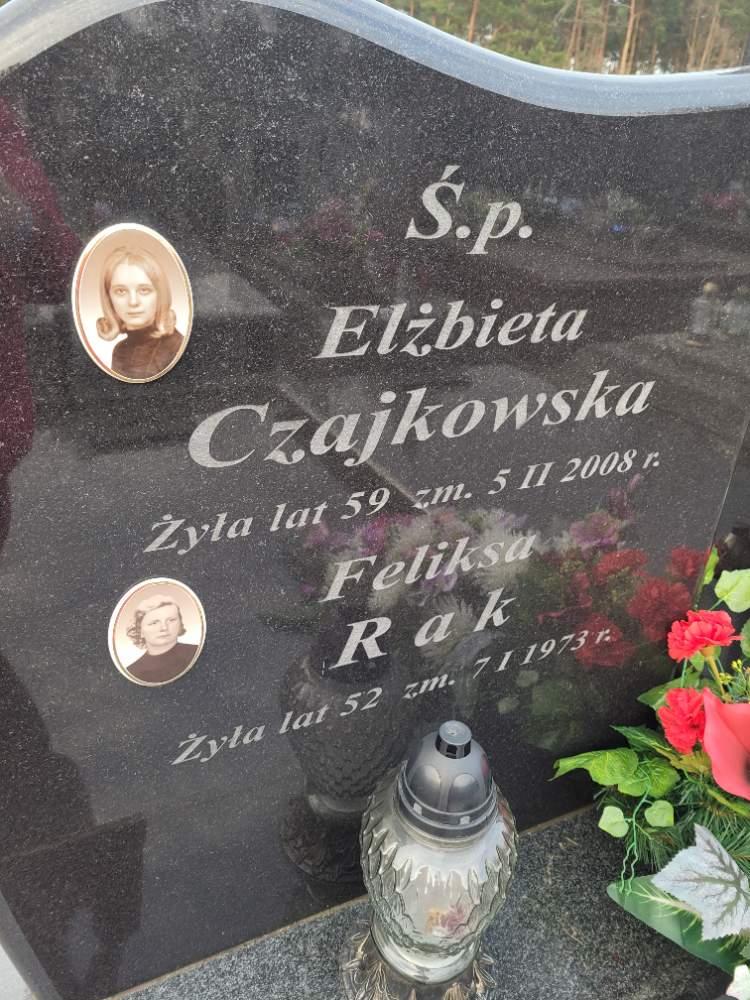 Ś.p.
Elżbieta
Czajkowska
Żyła lat 59 zm. 5 II 2008 r.
Feliksa
Rak
Żyła lat 52 zm. 7 I 1973 r.